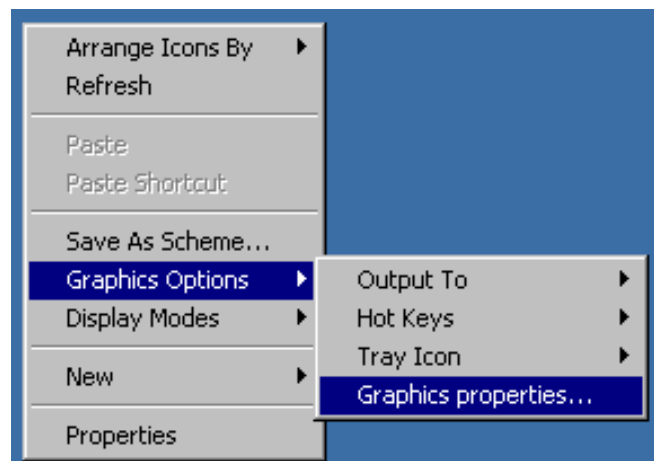 Arrange Icons By
Refresh
Paste
Paste Shortcut
Save As Scheme...
Graphics Options
Display Modes
New
Properties
Output To
Hot Keys
Tray Icon
Graphics properties...